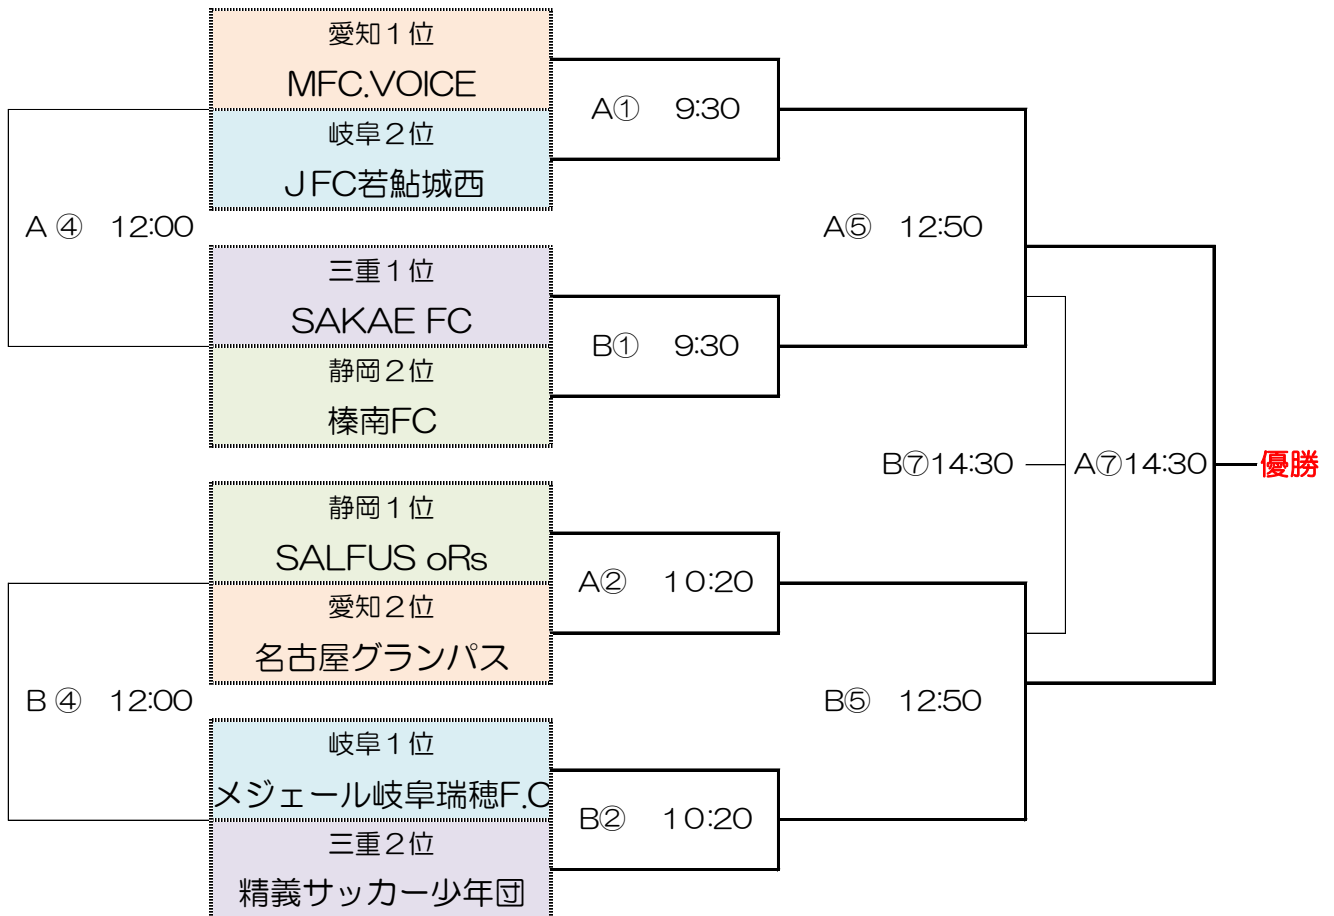 愛知１位
MFC.VOICE
A① 9:30
岐阜２位
JFC若鮎城西
A ④ 12:00
A⑤ 12:50
三重１位
SAKAE FC
B① 9:30
静岡２位
榛南FC
B⑦14:30
A⑦14:30
優勝
静岡１位
SALFUS oRs
A② 10:20
愛知２位
名古屋グランパス
B ④ 12:00
B⑤ 12:50
岐阜１位
メジェール岐阜瑞穂F.C
B② 10:20
三重２位
精義サッカー少年団